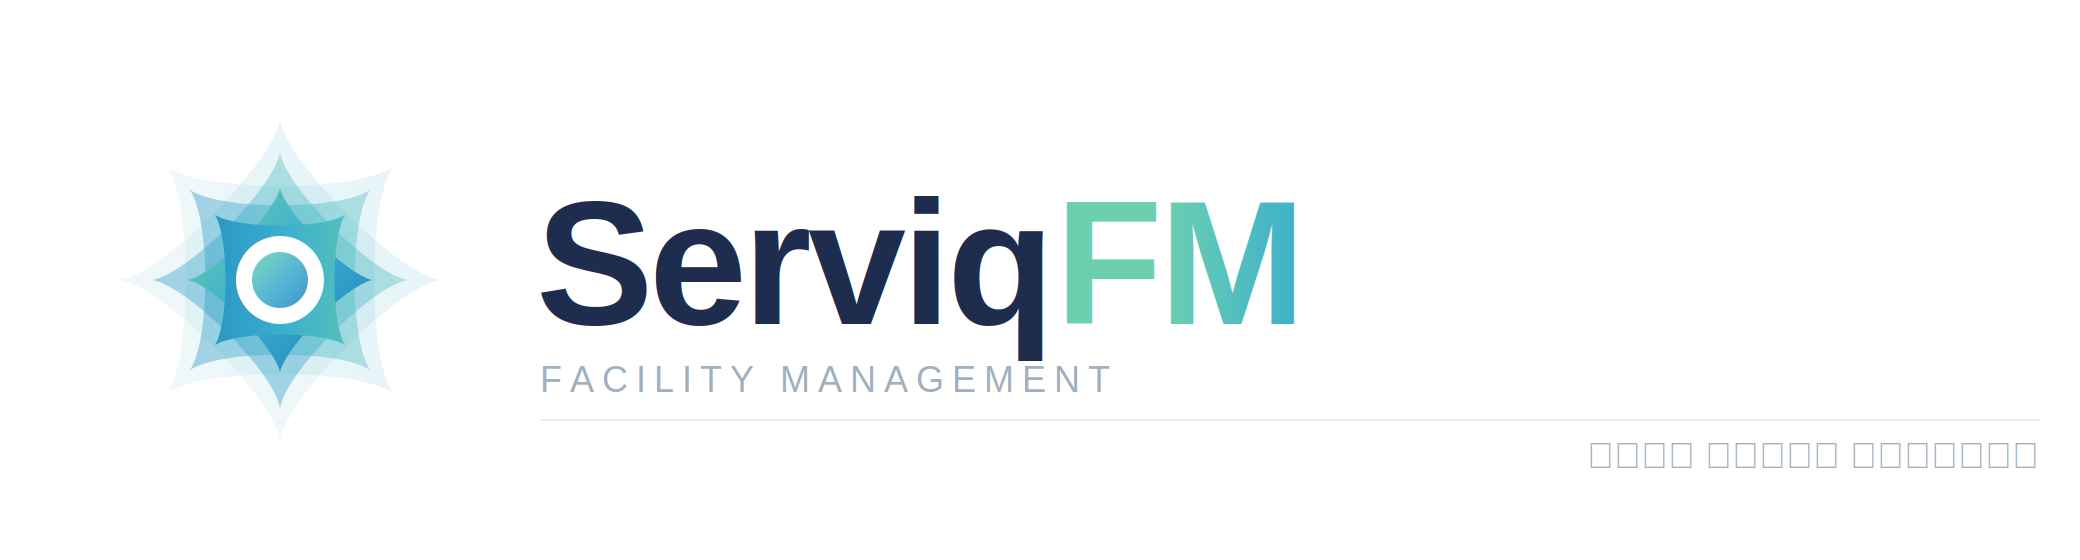 ServiqFM
FACILITY MANAGEMENT